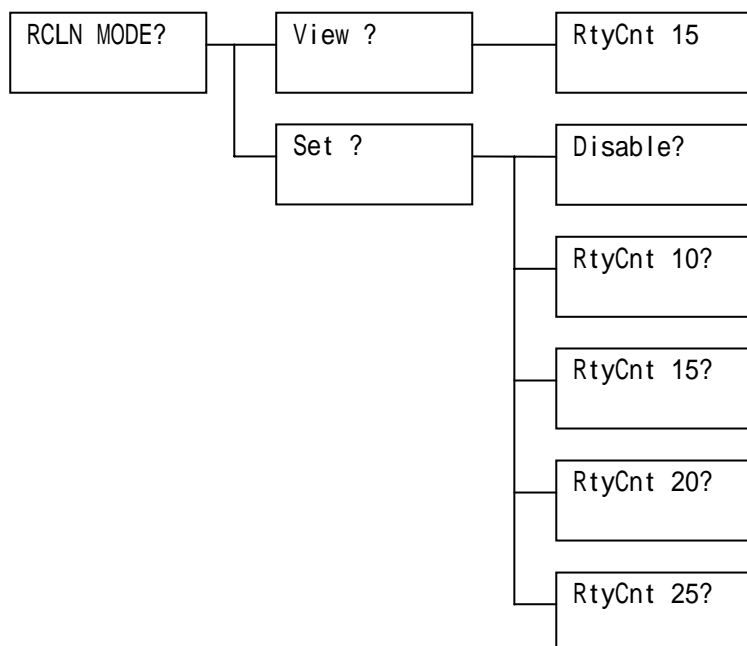 RCLN MODE?
View ?
RtyCnt 15
Set ?
Disable?
RtyCnt 10?
RtyCnt 15?
RtyCnt 20?
RtyCnt 25?